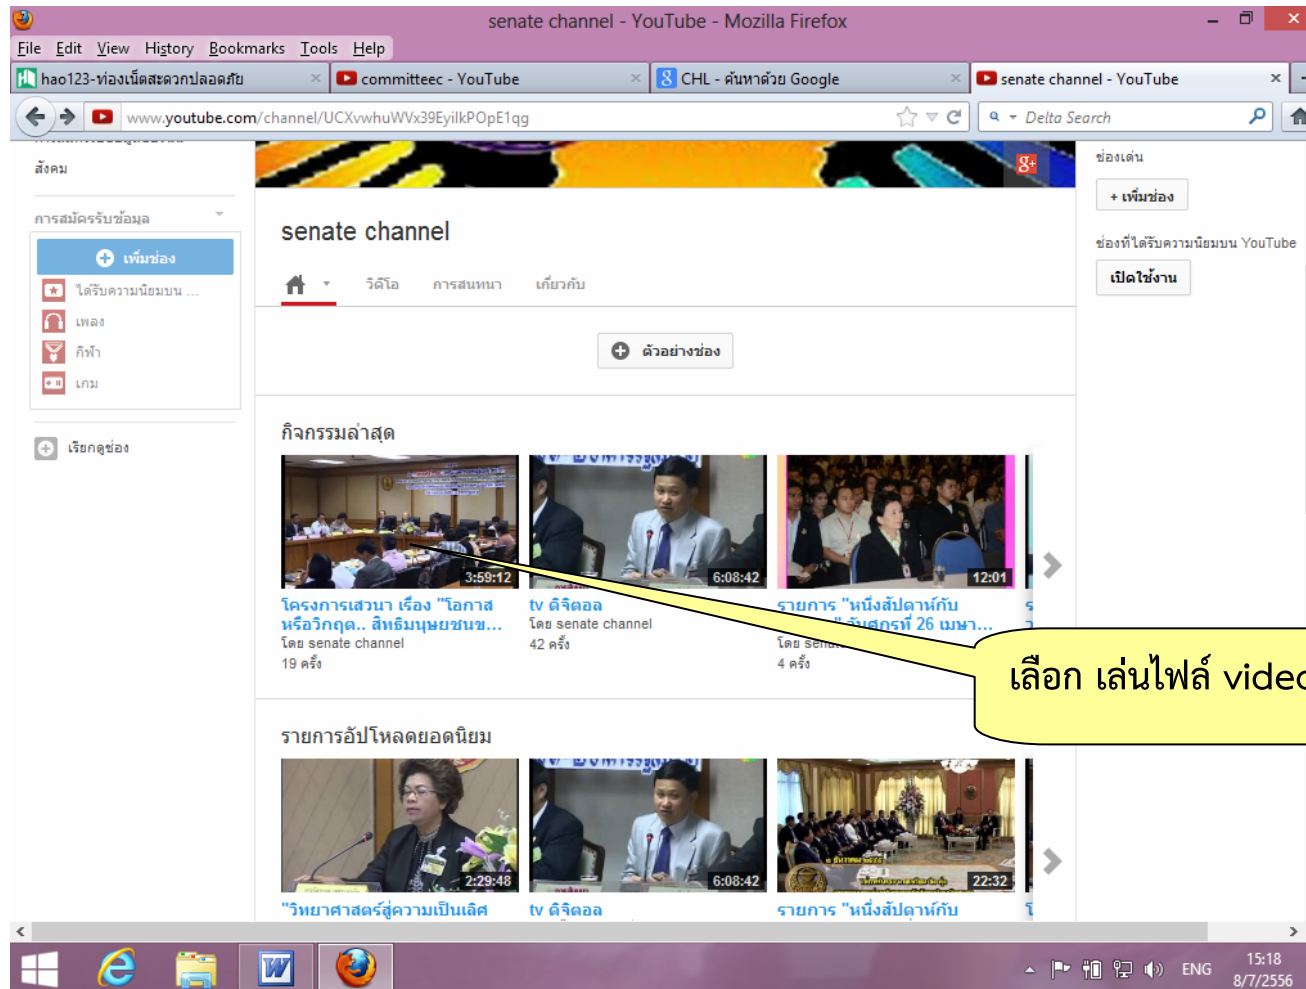 senate channel - YouTube - Mozilla Firefox
File Edit View History Bookmarks Tools Help
hao123-ท่องเน็ตสะดวกปลอดภัย
committeec - YouTube
CHL - ค้นหาด้วย Google
senate channel - YouTube
www.youtube.com/channel/UCXvwhuWVx39EyilkPOpE1qg
Delta Search
สังคม
การสมัครรับข้อมูล
เพิ่มช่อง
ได้รับความนิยมบน ...
เพลง
กีฬา
เกม
เรียกดูช่อง
senate channel
วิดีโอ การสนทนา เกี่ยวกับ
ตัวอย่างช่อง
ช่องเด่น
+ เพิ่มช่อง
ช่องที่ได้รับความนิยมบน YouTube
เปิดใช้งาน
กิจกรรมล่าสุด
3:59:12
6:08:42
12:01
โครงการเสวนา เรื่อง "โอกาส
หรือวิกฤต.. สิทธิมนุษยชนข...
โดย senate channel
19 ครั้ง
tv ดิจิตอล
โดย senate channel
42 ครั้ง
รายการ "หนึ่งสัปดาห์กับ
วันศุกร์ที่ 26 เมษา...
โดย senate
4 ครั้ง
เลือก เล่นไฟล์ video
รายการอัปโหลดยอดนิยม
2:29:48
6:08:42
22:32
"วิทยาศาสตร์สู่ความเป็นเลิศ
tv ดิจิตอล
รายการ "หนึ่งสัปดาห์กับ
ENG
15:18
8/7/2556